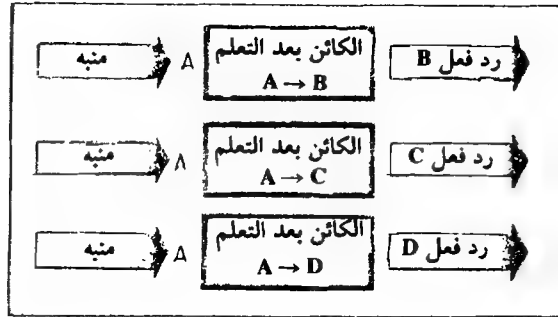 منبه A الكائن بعد التعلم رد فعل B
A → B
منبه A الكائن بعد التعلم رد فعل C
A → C
منبه A الكائن بعد التعلم رد فعل D
A → D